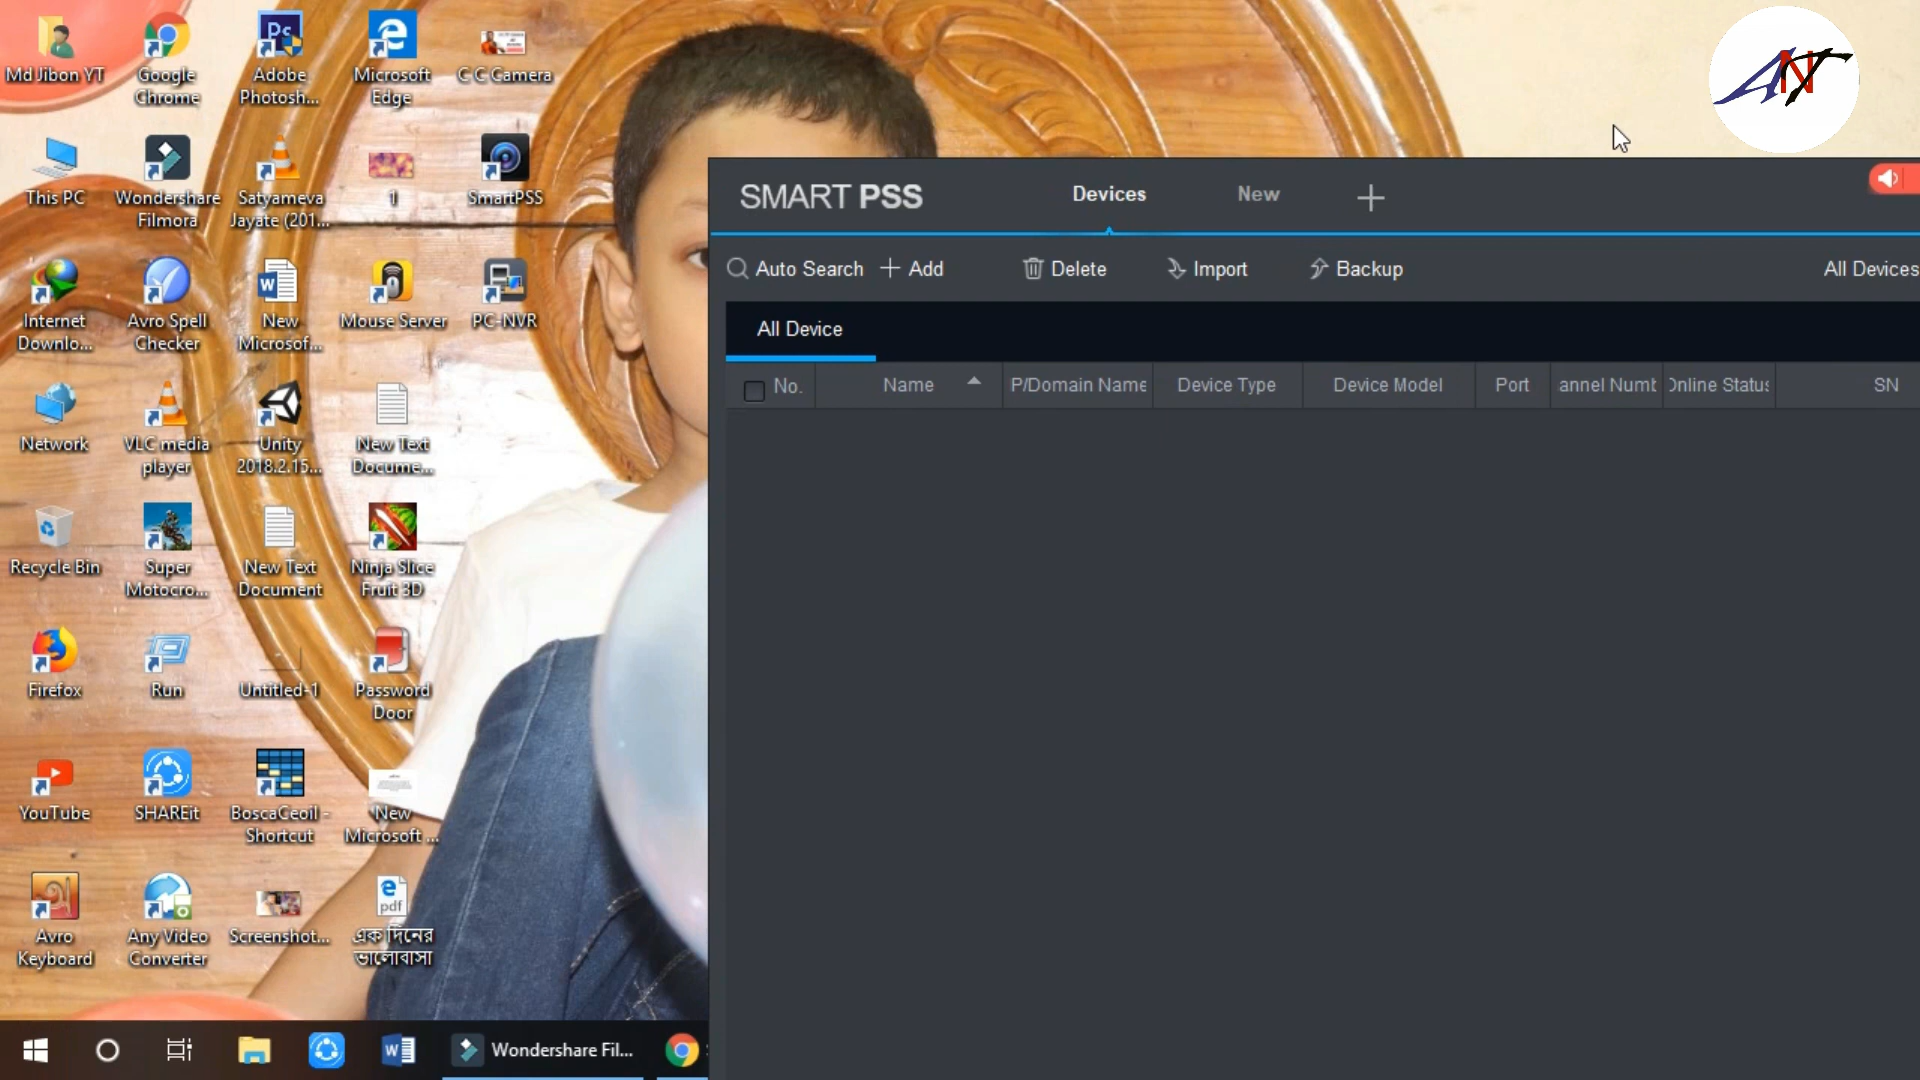 Md Jibon YT
Google
Chrome
Adobe
Photosh...
Microsoft
Edge
C C Camera
This PC
Wondershare
Filmora
Satyameva
Jayate (201...
1
SmartPSS
Internet
Downlo...
Avro Spell
Checker
New
Microsof...
Mouse Server
PC-NVR
Network
VLC media
player
Unity
2018.2.15...
New Text
Docume...
Recycle Bin
Super
Motocro...
New Text
Document
Ninja Slice
Fruit 3D
Firefox
Run
Untitled-1
Password
Door
YouTube
SHAREit
BoscaCeoil -
Shortcut
New
Microsoft ...
Avro
Keyboard
Any Video
Converter
Screenshot...
pdf
এক দিনের
ভালোবাসা
Wondershare Fil...
ANT
SMART PSS
Devices
New
Auto Search
Add
Delete
Import
Backup
All Devices
All Device
No.
Name
P/Domain Name
Device Type
Device Model
Port
annel Numb
Online Status
SN